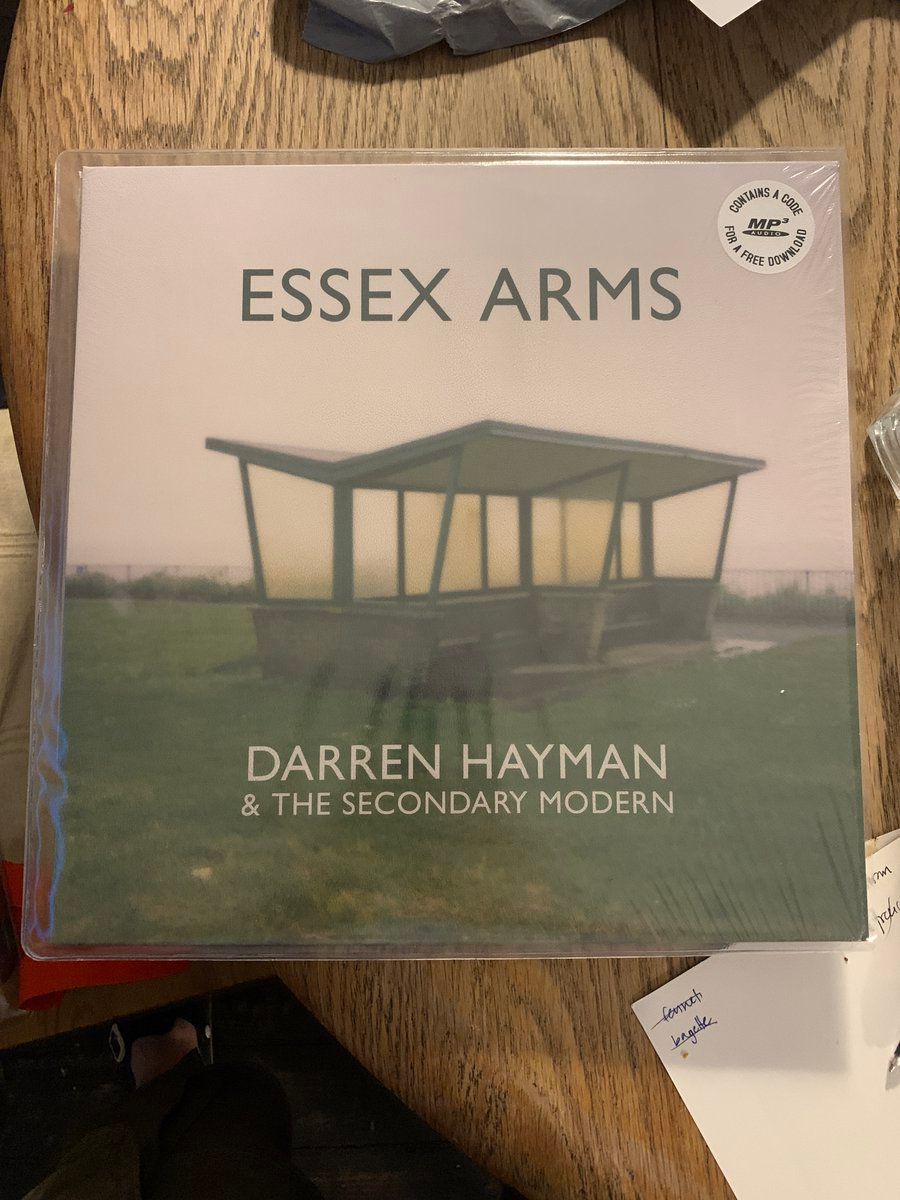 CONTAINS A CODE
MP3
AUDIO
FOR A FREE DOWNLOAD
ESSEX ARMS
DARREN HAYMAN
& THE SECONDARY MODERN